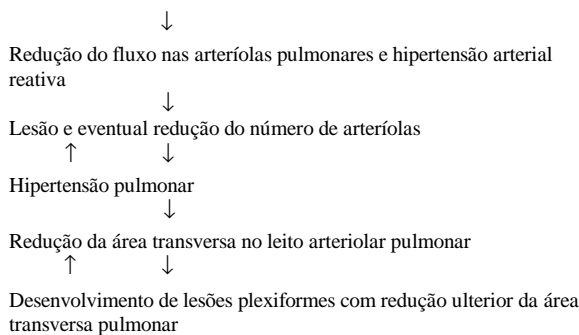 ↓
Redução do fluxo nas arteríolas pulmonares e hipertensão arterial
reativa
↓
Lesão e eventual redução do número de arteríolas
↑ ↓
Hipertensão pulmonar
↓
Redução da área transversa no leito arteriolar pulmonar
↑ ↓
Desenvolvimento de lesões plexiformes com redução ulterior da área
transversa pulmonar